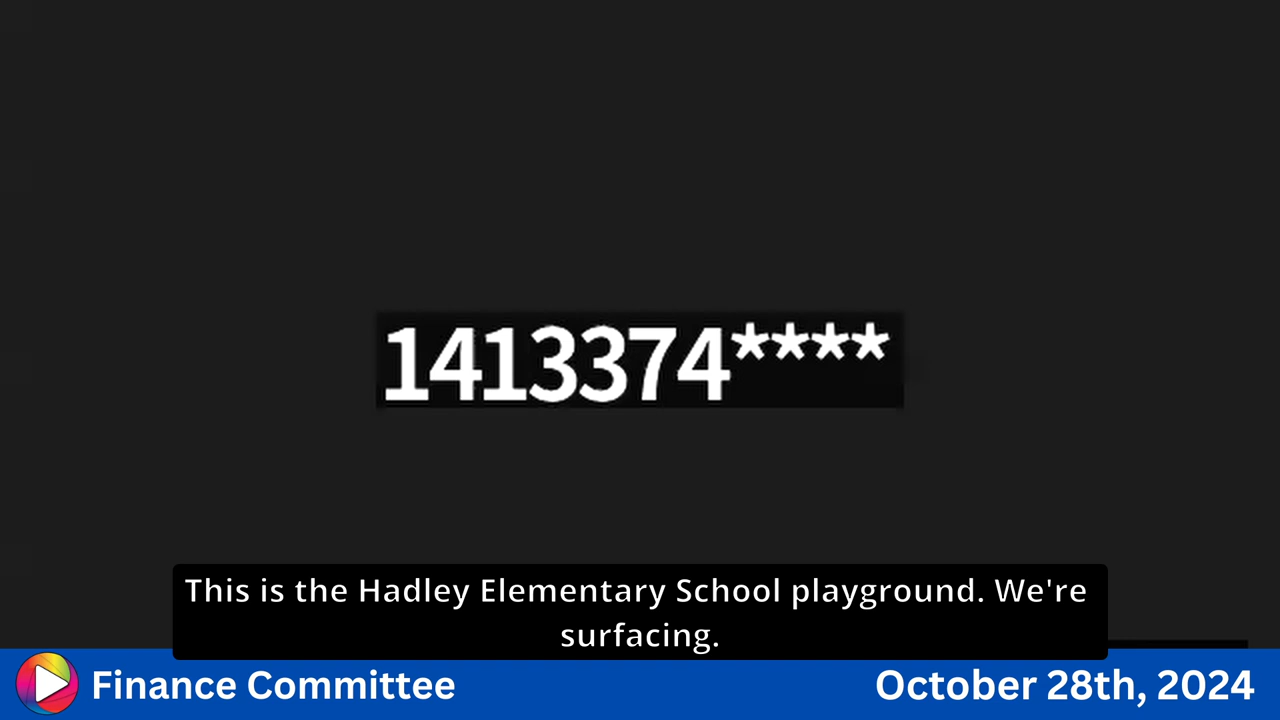 1413374****
This is the Hadley Elementary School playground. We're
surfacing.
Finance Committee
October 28th, 2024